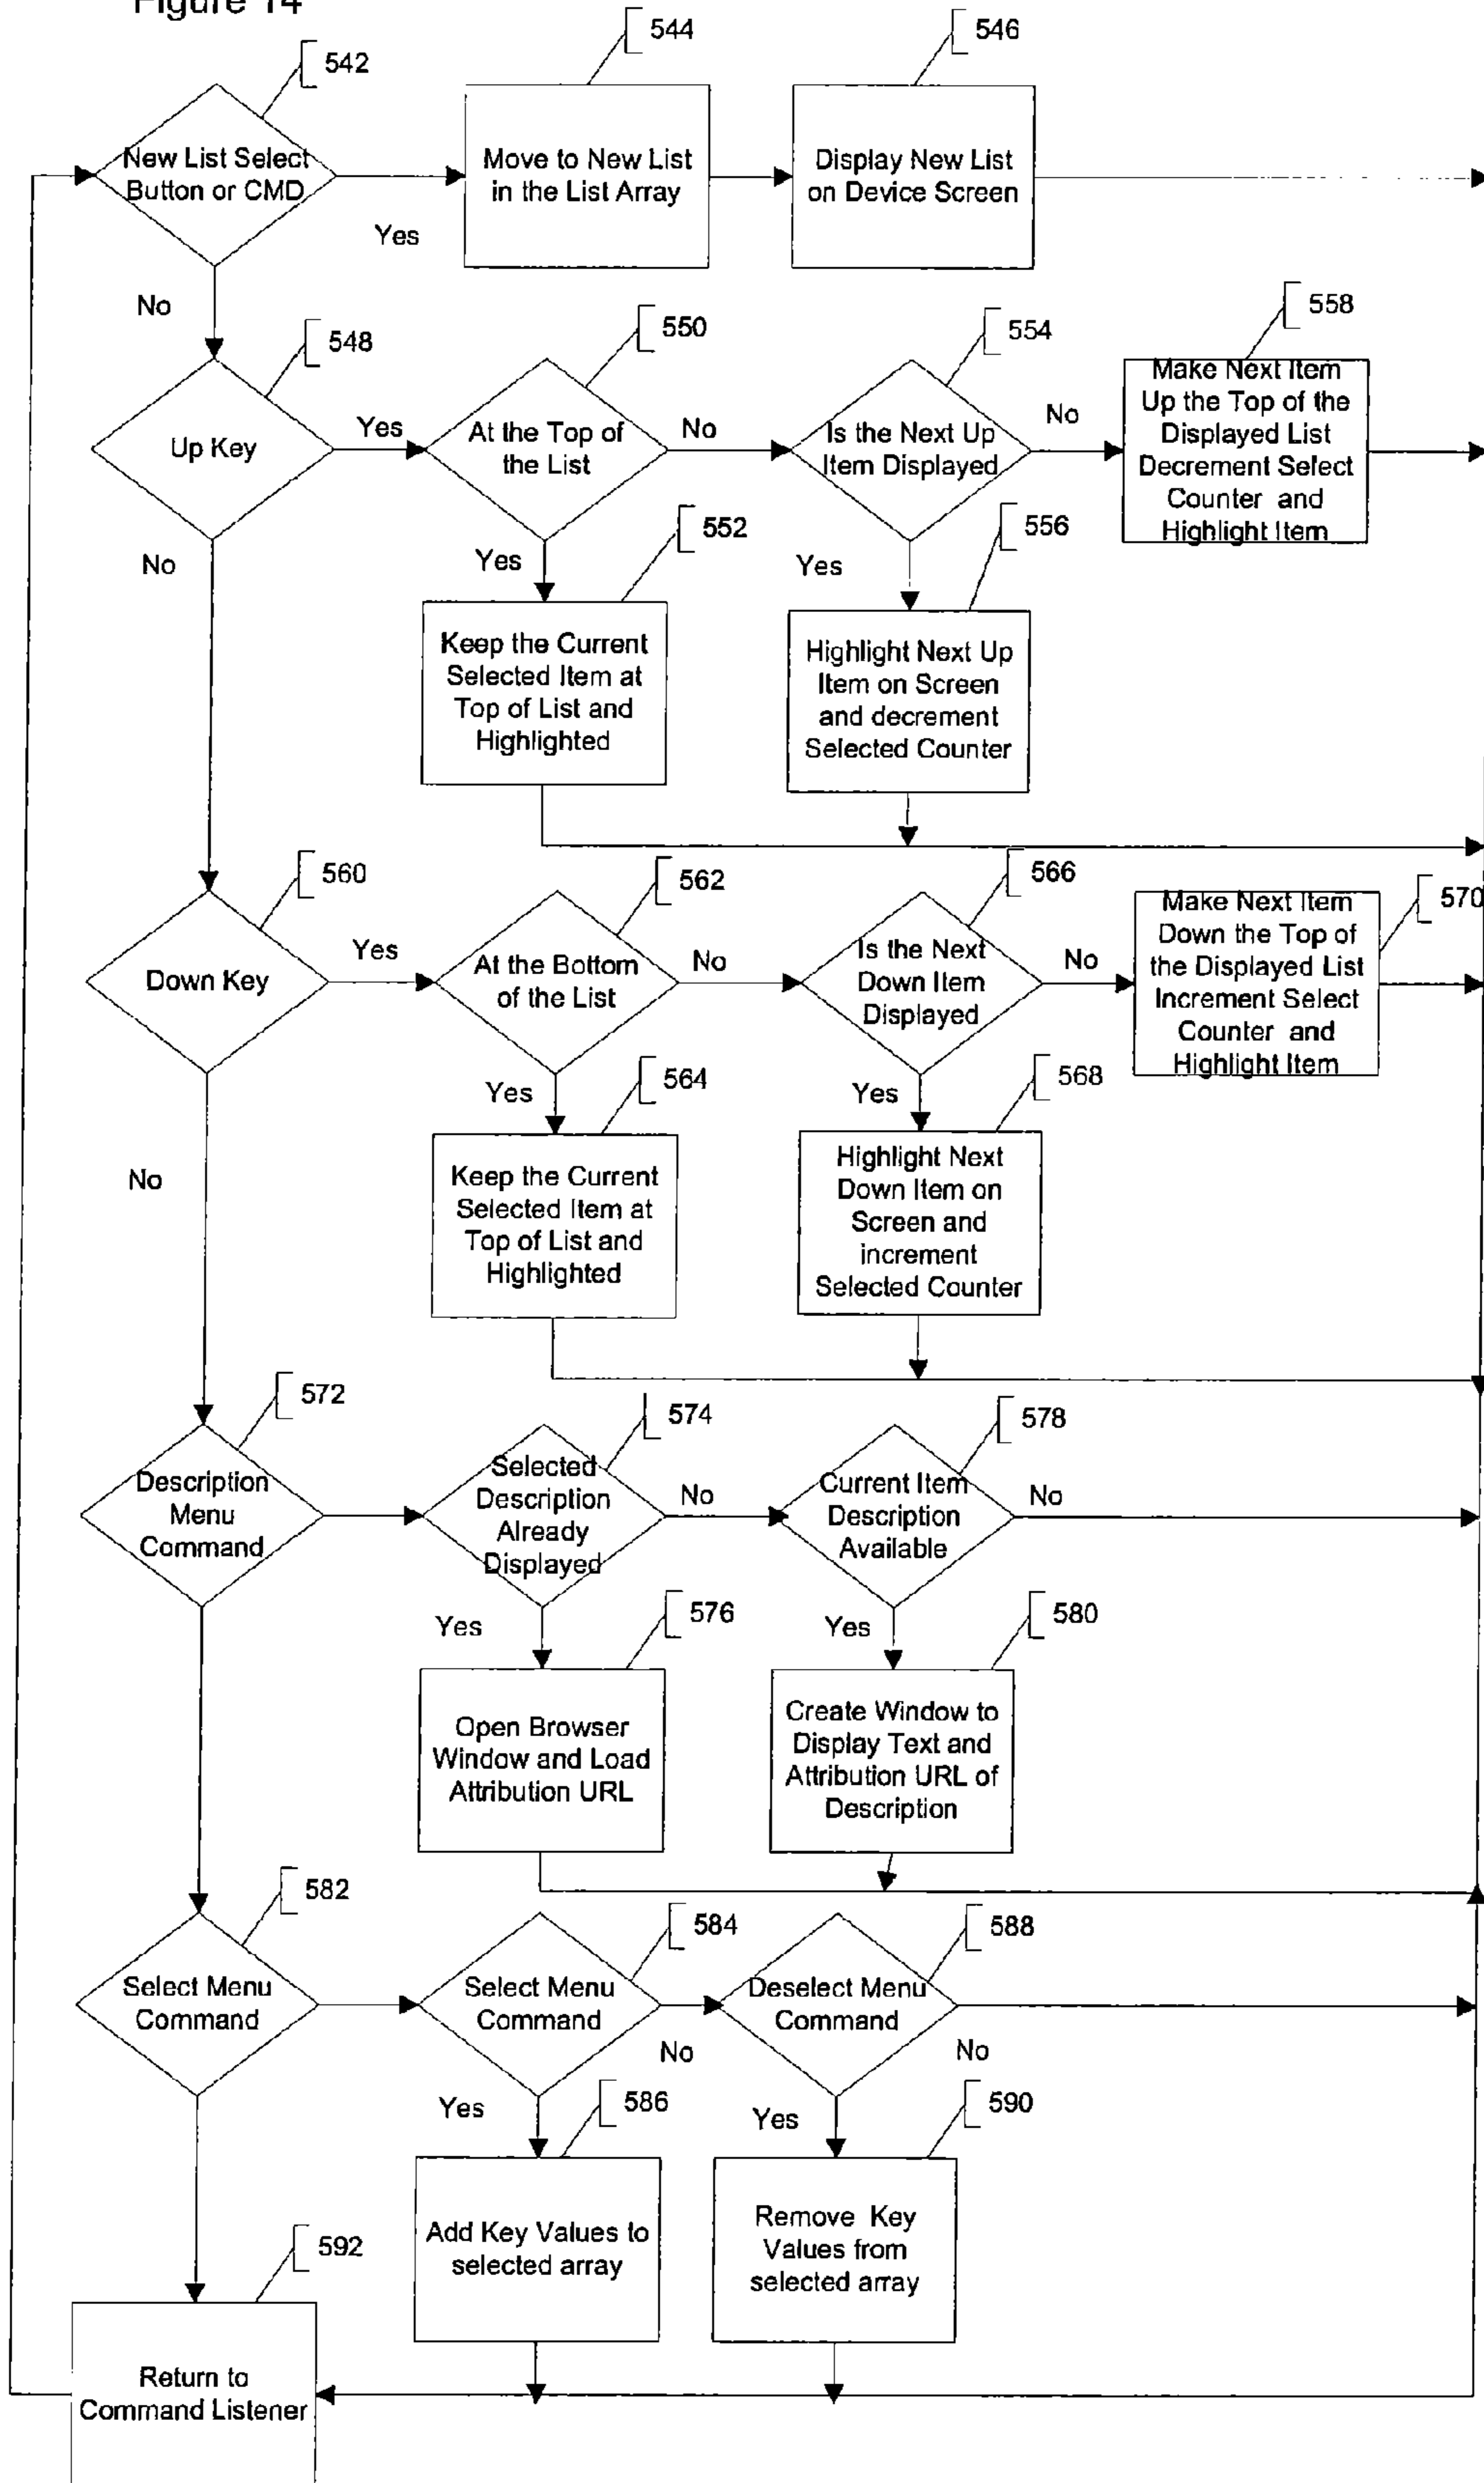 Figure 14
542
544
546
New List Select
Button or CMD
Move to New List
in the List Array
Display New List
on Device Screen
Yes
No
548
550
554
558
Up Key
Yes
At the Top of
the List
No
Is the Next Up
Item Displayed
No
Make Next Item
Up the Top of the
Displayed List
Decrement Select
Counter and
Highlight Item
No
Yes
552
Yes
556
Keep the Current
Selected Item at
Top of List and
Highlighted
Highlight Next Up
Item on Screen
and decrement
Selected Counter
560
562
566
570
Down Key
Yes
At the Bottom
of the List
No
Is the Next
Down Item
Displayed
No
Make Next Item
Down the Top of
the Displayed List
Increment Select
Counter and
Highlight Item
No
Yes
564
Yes
568
Keep the Current
Selected Item at
Top of List and
Highlighted
Highlight Next
Down Item on
Screen and
increment
Selected Counter
572
574
578
Description
Menu
Command
Selected
Description
Already
Displayed
No
Current Item
Description
Available
No
Yes
576
Yes
580
Open Browser
Window and Load
Attribution URL
Create Window to
Display Text and
Attribution URL of
Description
582
584
588
Select Menu
Command
Select Menu
Command
No
Deselect Menu
Command
No
Yes
586
Yes
590
Add Key Values to
selected array
Remove Key
Values from
selected array
592
Return to
Command Listener